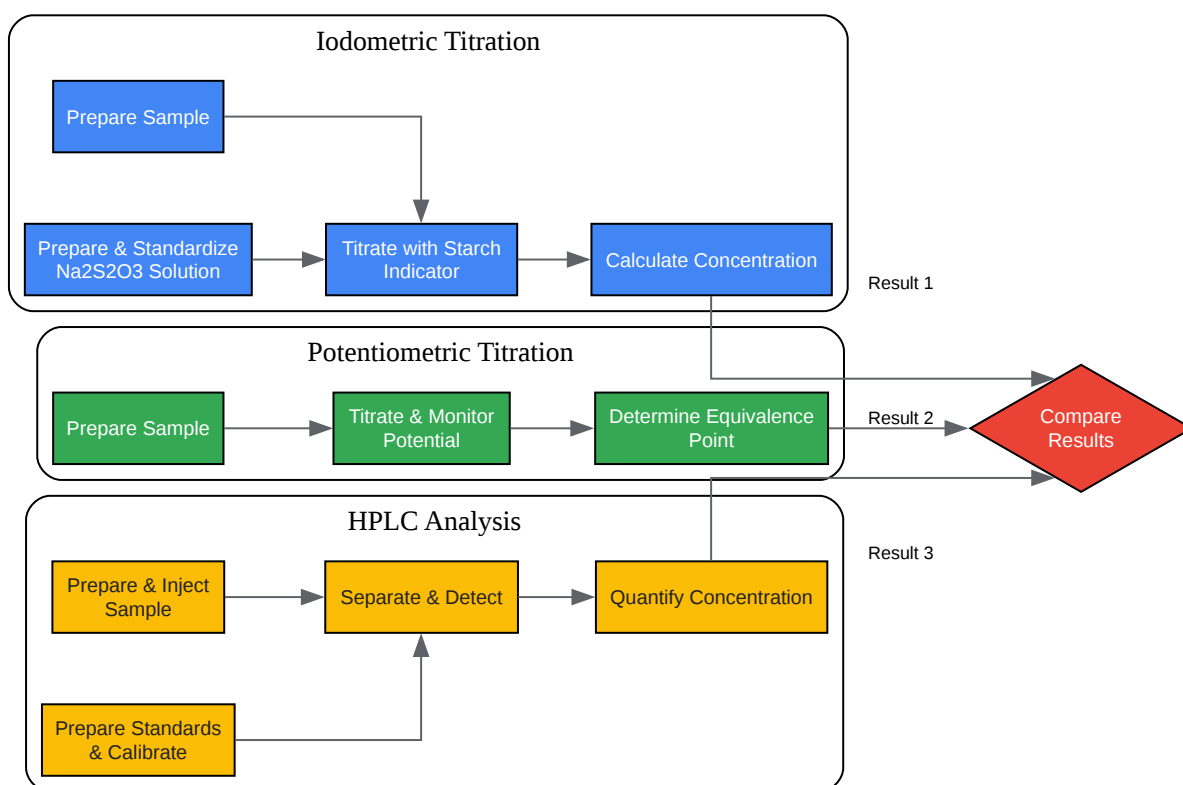 Iodometric Titration
Prepare Sample
Prepare & Standardize
Na2S2O3 Solution
Titrate with Starch
Indicator
Calculate Concentration
Result 1
Potentiometric Titration
Prepare Sample
Titrate & Monitor
Potential
Determine Equivalence
Point
Result 2
Compare
Results
HPLC Analysis
Prepare & Inject
Sample
Separate & Detect
Quantify Concentration
Result 3
Prepare Standards
& Calibrate